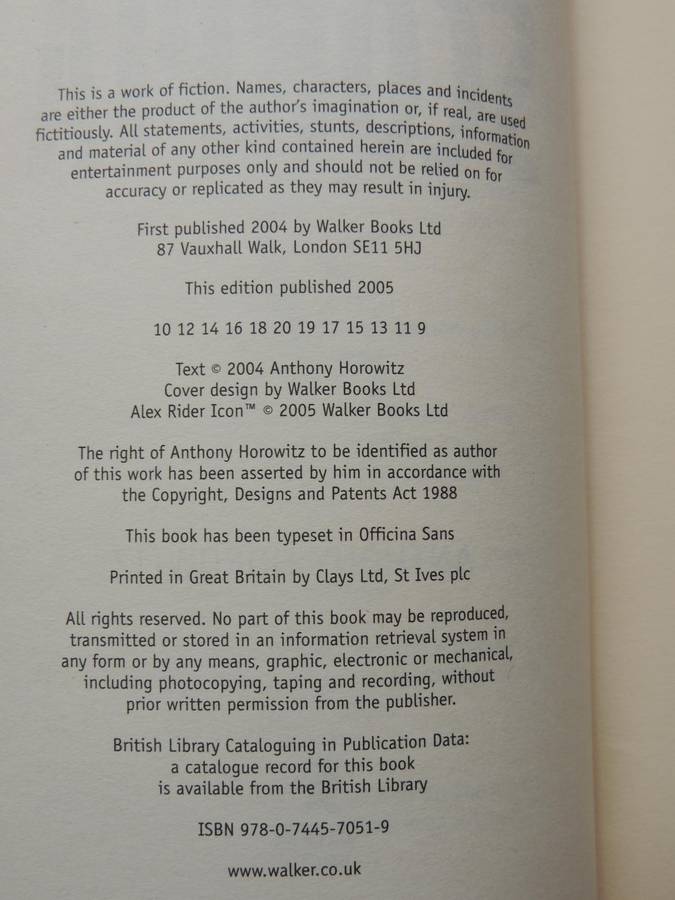 This is a work of fiction. Names, characters, places and incidents
are either the product of the author's imagination or, if real, are used
fictitiously. All statements, activities, stunts, descriptions, information
and material of any other kind contained herein are included for
entertainment purposes only and should not be relied on for
accuracy or replicated as they may result in injury.
First published 2004 by Walker Books Ltd
87 Vauxhall Walk, London SE11 5HJ
This edition published 2005
10 12 14 16 18 20 19 17 15 13 11 9
Text © 2004 Anthony Horowitz
Cover design by Walker Books Ltd
Alex Rider Icon™ © 2005 Walker Books Ltd
The right of Anthony Horowitz to be identified as author
of this work has been asserted by him in accordance with
the Copyright, Designs and Patents Act 1988
This book has been typeset in Officina Sans
Printed in Great Britain by Clays Ltd, St Ives plc
All rights reserved. No part of this book may be reproduced,
transmitted or stored in an information retrieval system in
any form or by any means, graphic, electronic or mechanical,
including photocopying, taping and recording, without
prior written permission from the publisher.
British Library Cataloguing in Publication Data:
a catalogue record for this book
is available from the British Library
ISBN 978-0-7445-7051-9
www.walker.co.uk